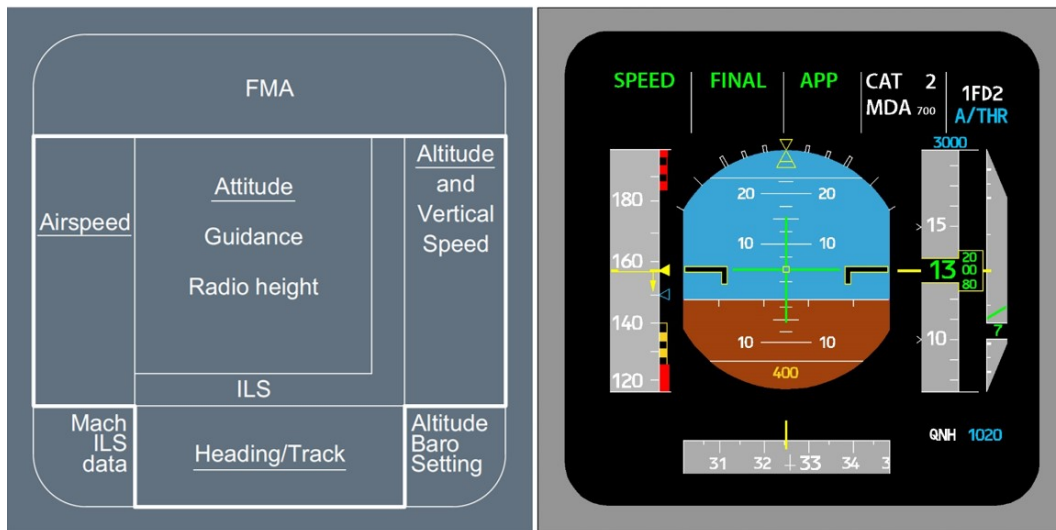 FMA
Airspeed
Attitude
Guidance
Radio height
Altitude
and
Vertical
Speed
ILS
Mach
ILS
data
Heading/Track
Altitude
Baro
Setting
SPEED FINAL APP CAT 2 1FD2
MDA 700 A/THR
3000
180
160
140
120
20 20
10 10
10 10
400
15
13 20
00
80
10
7
QNH 1020
31 32 33 34 3